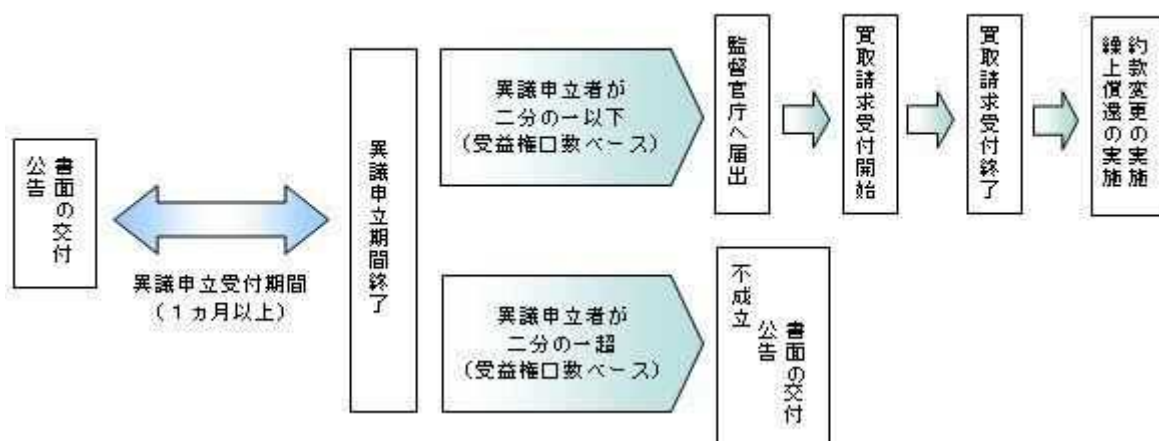 書面の交付
公告
異議申立受付期間
（１ヵ月以上）
異議申立期間終了
異議申立者が
二分の一以下
（受益権口数ベース）
監督官庁へ届出
買取請求受付開始
買取請求受付終了
約款変更の実施
繰上償還の実施
異議申立者が
二分の一超
（受益権口数ベース）
不成立
書面の交付
公告